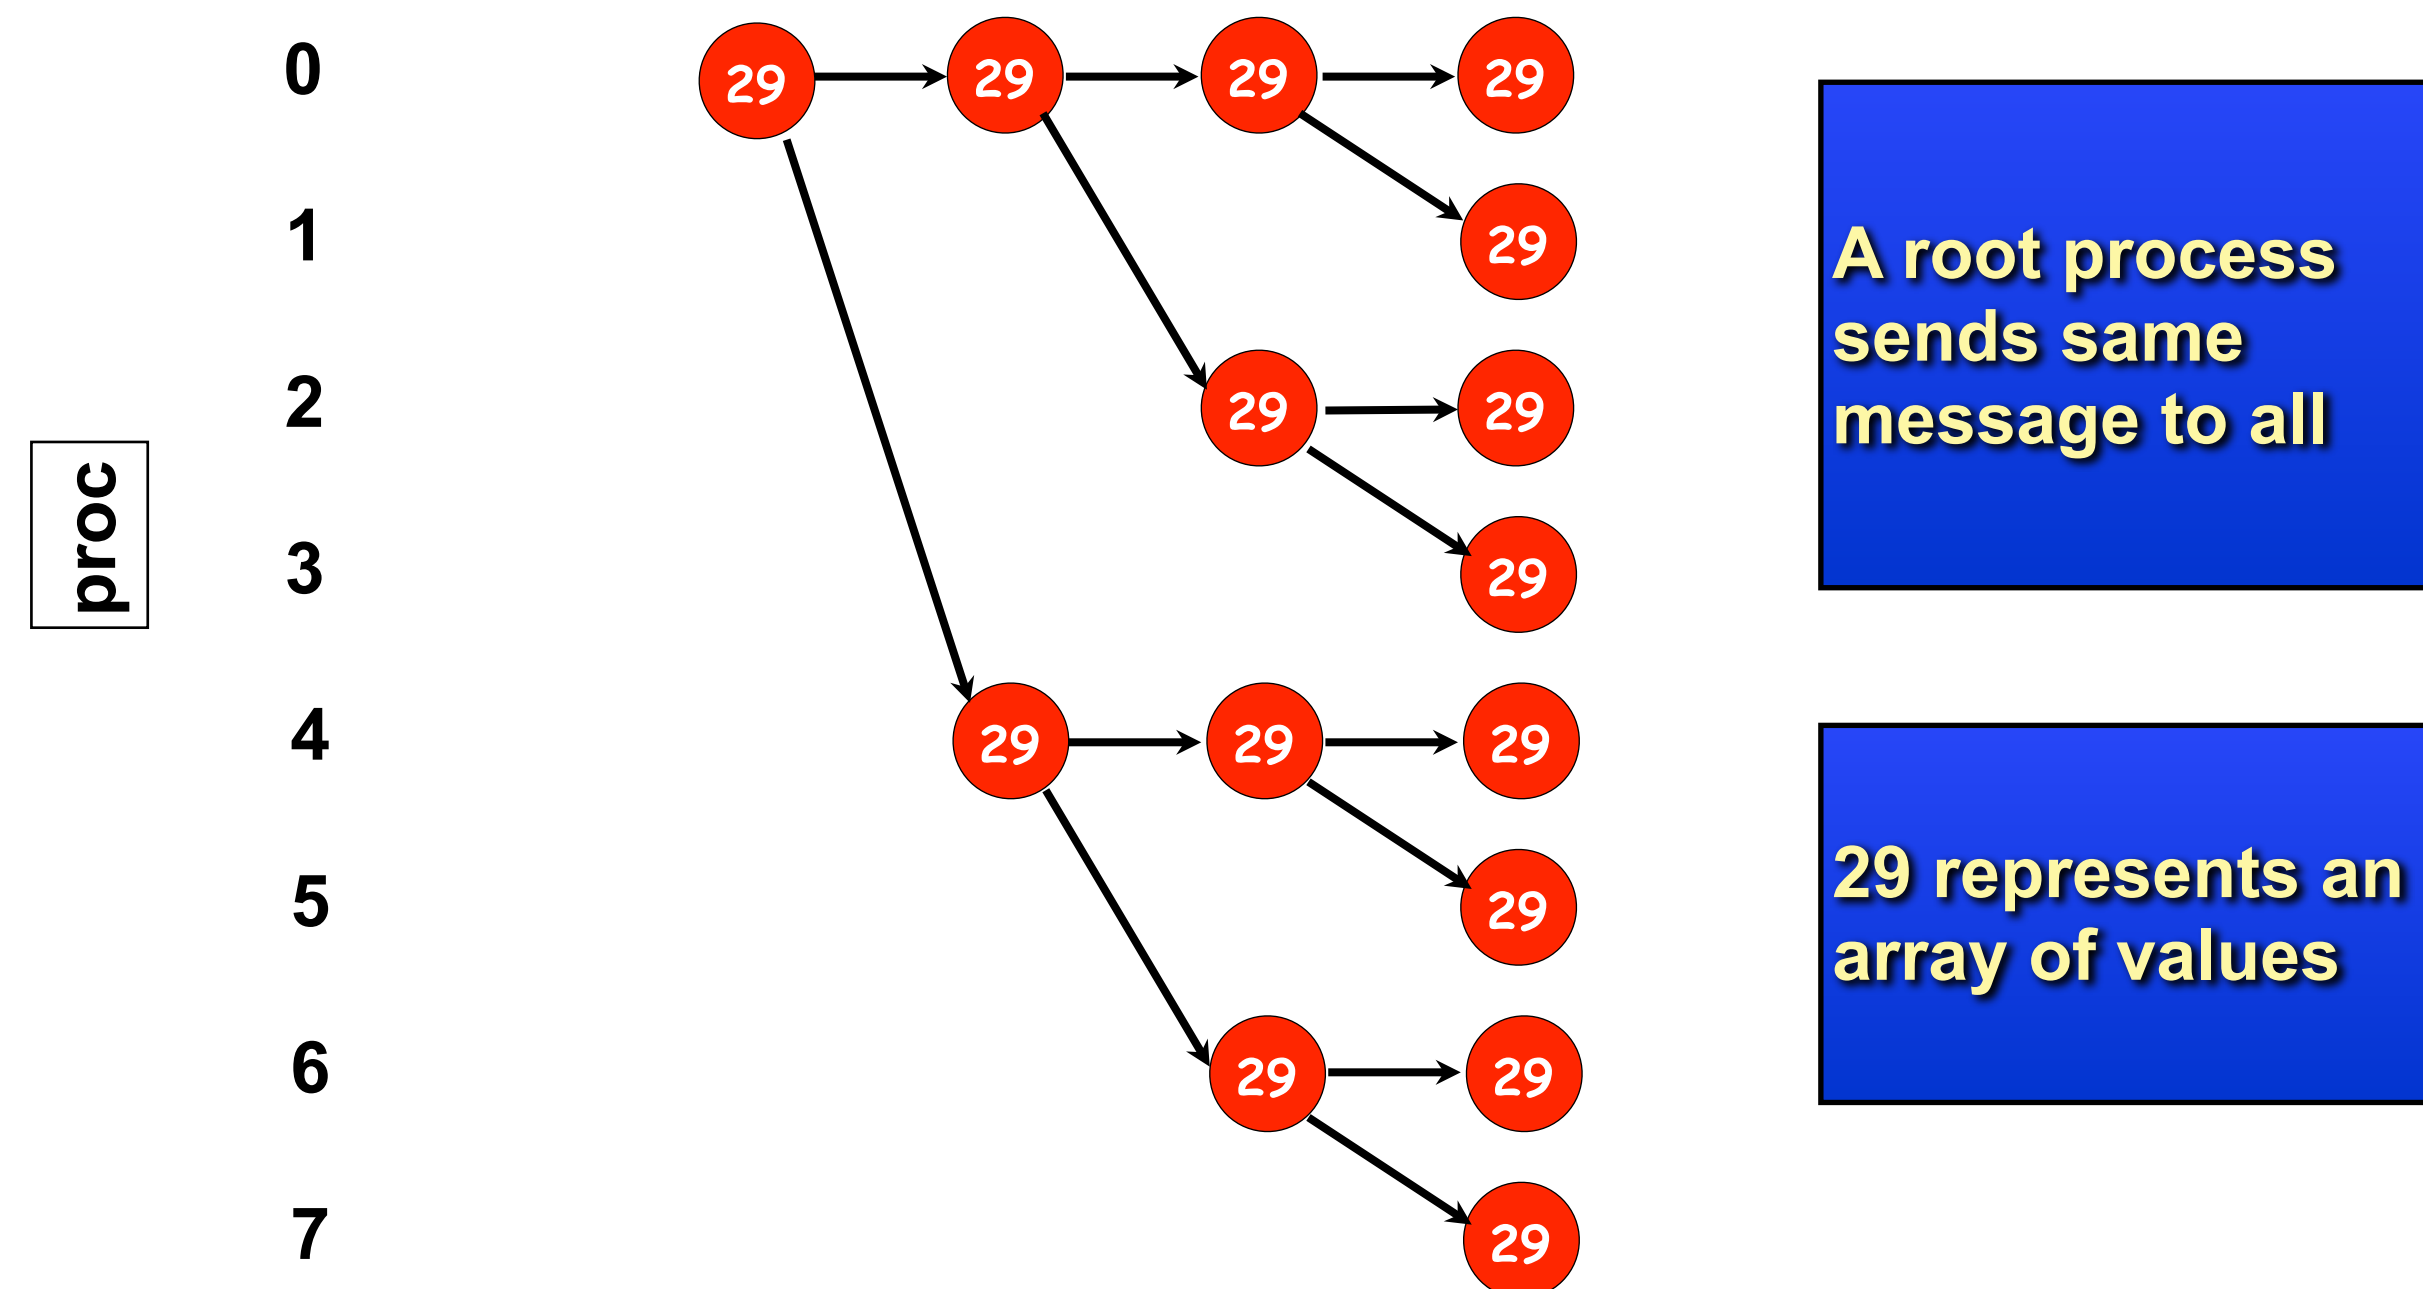 0 29 29 29 29
1 29
2 29 29
proc
3 29
4 29 29 29
5 29
6 29 29
7 29
A root process
sends same
message to all
29 represents an
array of values